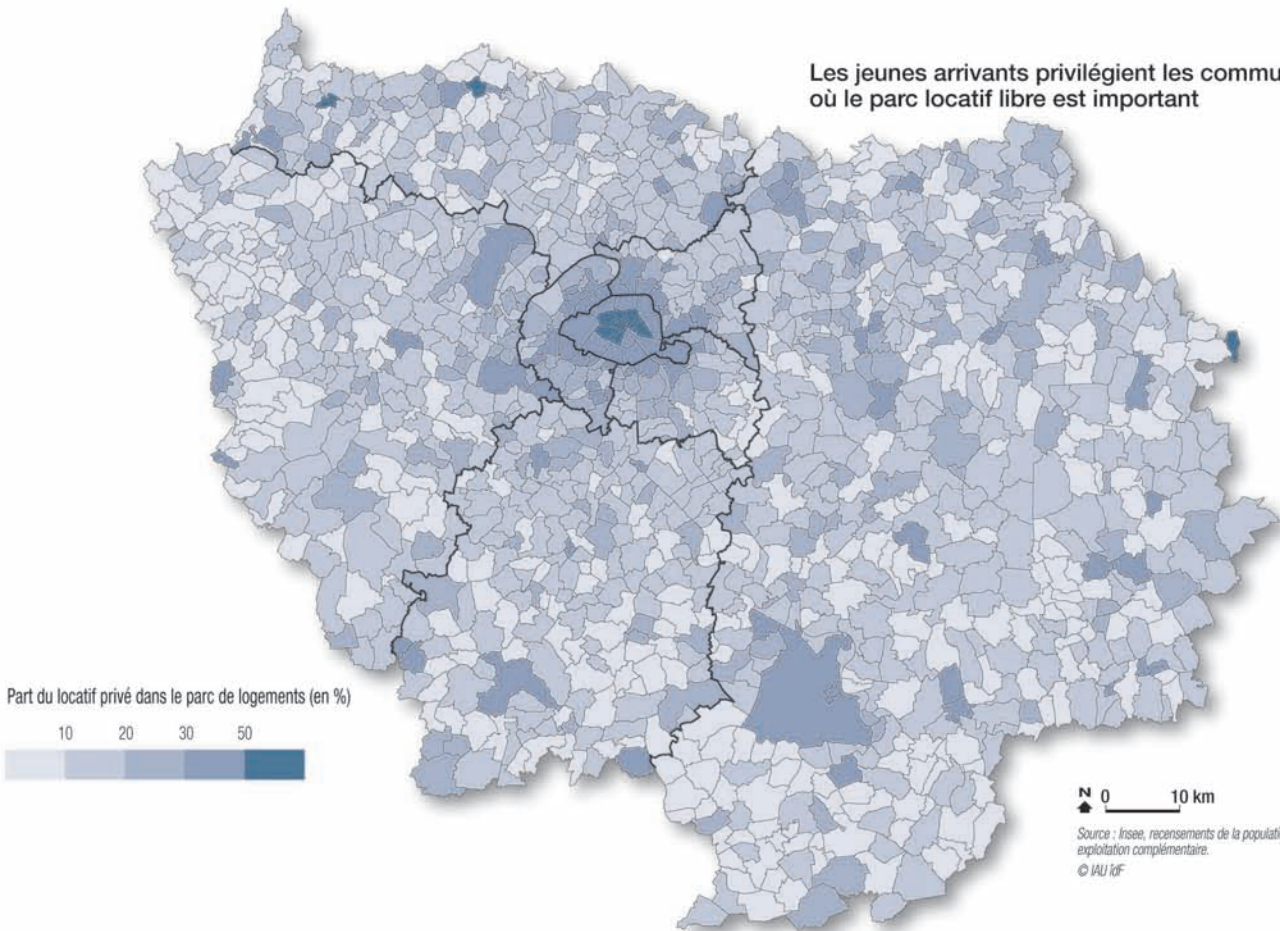 Les jeunes arrivants privilégient les commu
où le parc locatif libre est important
Part du locatif privé dans le parc de logements (en %)
10 20 30 50
N 0 10 km
Source : Insee, recensements de la populati
exploitation complémentaire.
© IAU îdF